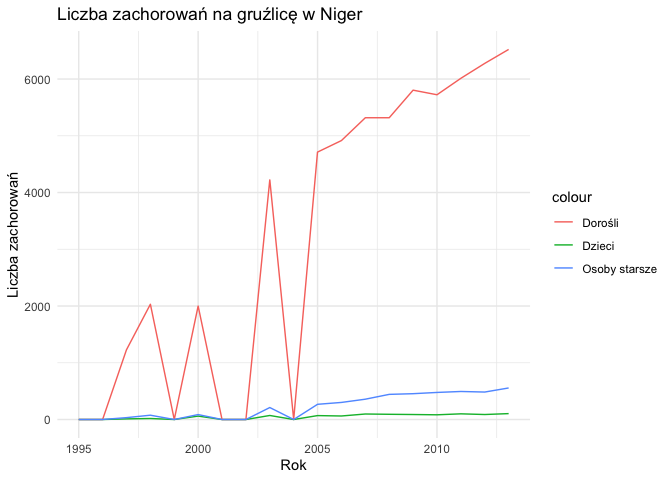 Liczba zachorowań na gruźlicę w Niger
Liczba zachorowań
6000
4000
2000
0
1995
2000
2005
2010
Rok
colour
Dorośli
Dzieci
Osoby starsze